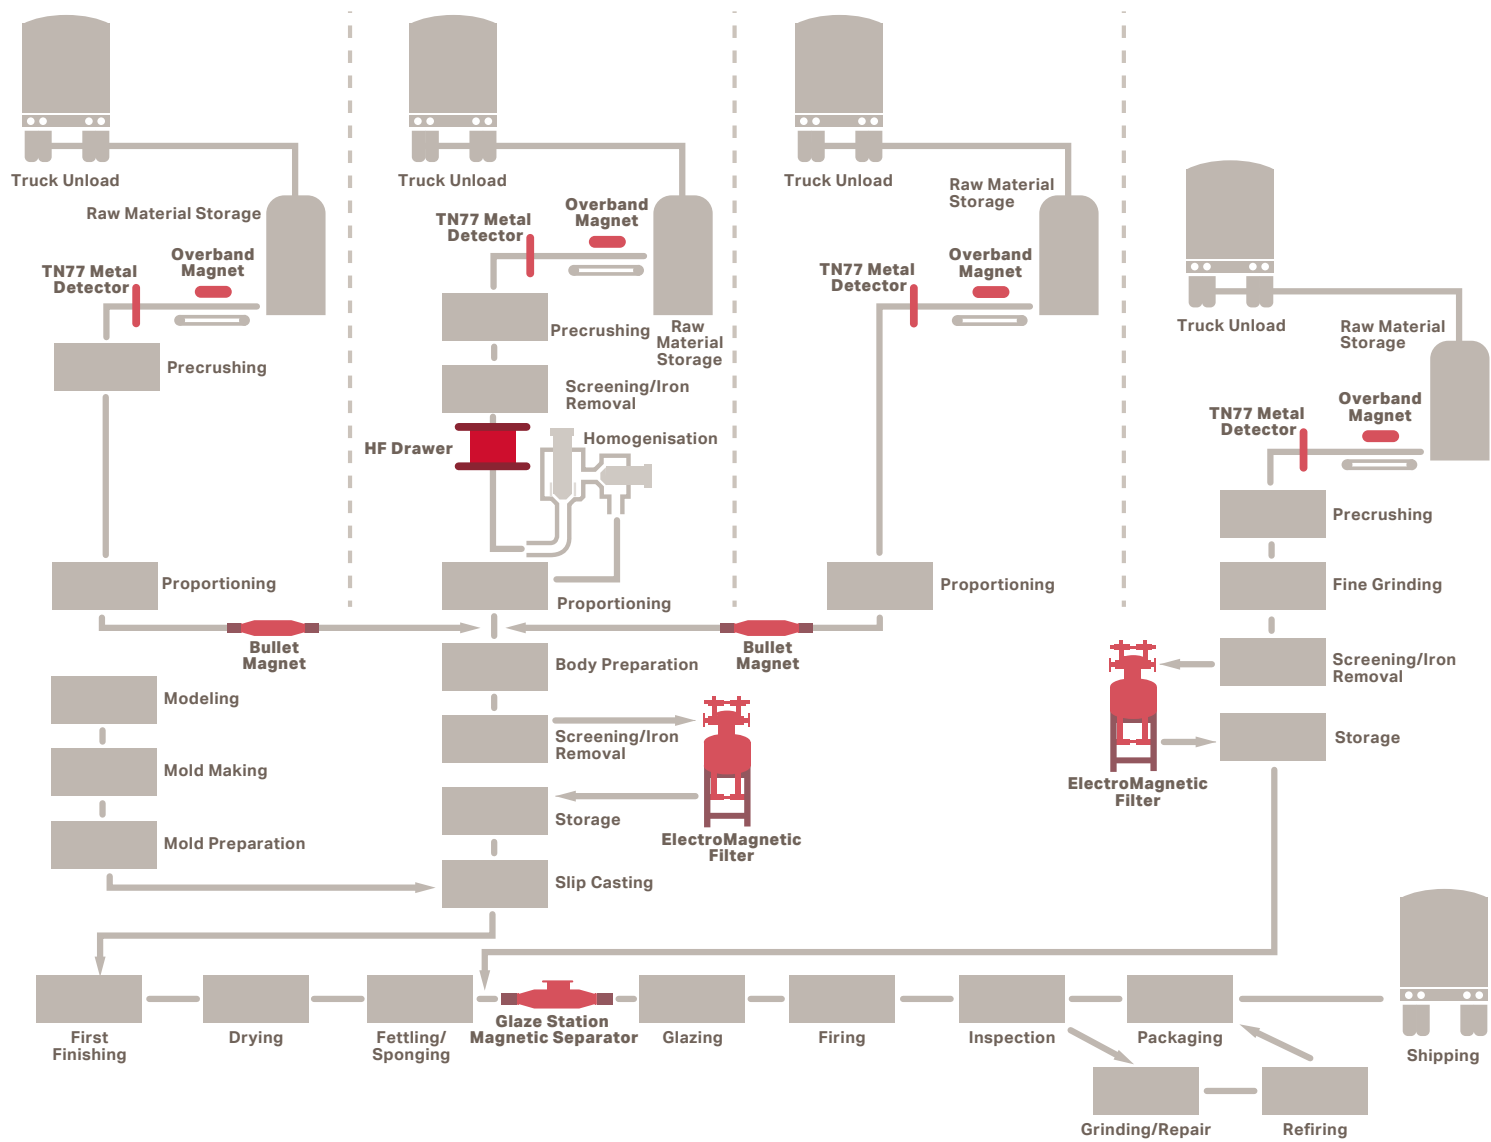 Truck Unload
Raw Material Storage
Overband
Magnet
TN77 Metal
Detector
Precrushing
Proportioning
Bullet
Magnet
Modeling
Mold Making
Mold Preparation
Truck Unload
Overband
Magnet
TN77 Metal
Detector
Raw
Material
Storage
Precrushing
Screening/Iron
Removal
HF Drawer
Homogenisation
Proportioning
Body Preparation
Screening/Iron
Removal
Storage
ElectroMagnetic
Filter
Slip Casting
Truck Unload
Raw Material
Storage
Overband
Magnet
TN77 Metal
Detector
Proportioning
Bullet
Magnet
Truck Unload
Raw Material
Storage
Overband
Magnet
TN77 Metal
Detector
Precrushing
Fine Grinding
Screening/Iron
Removal
Storage
ElectroMagnetic
Filter
First
Finishing
Drying
Fettling/
Sponging
Glaze Station
Magnetic Separator
Glazing
Firing
Inspection
Packaging
Shipping
Grinding/Repair
Refiring